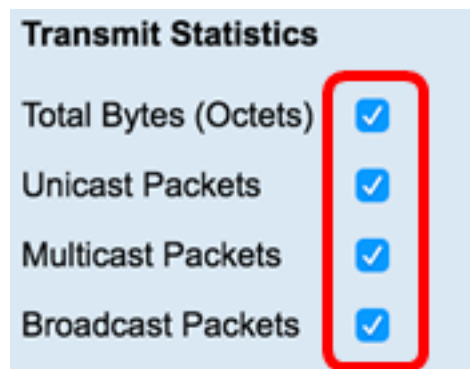 Transmit Statistics
Total Bytes (Octets)
Unicast Packets
Multicast Packets
Broadcast Packets